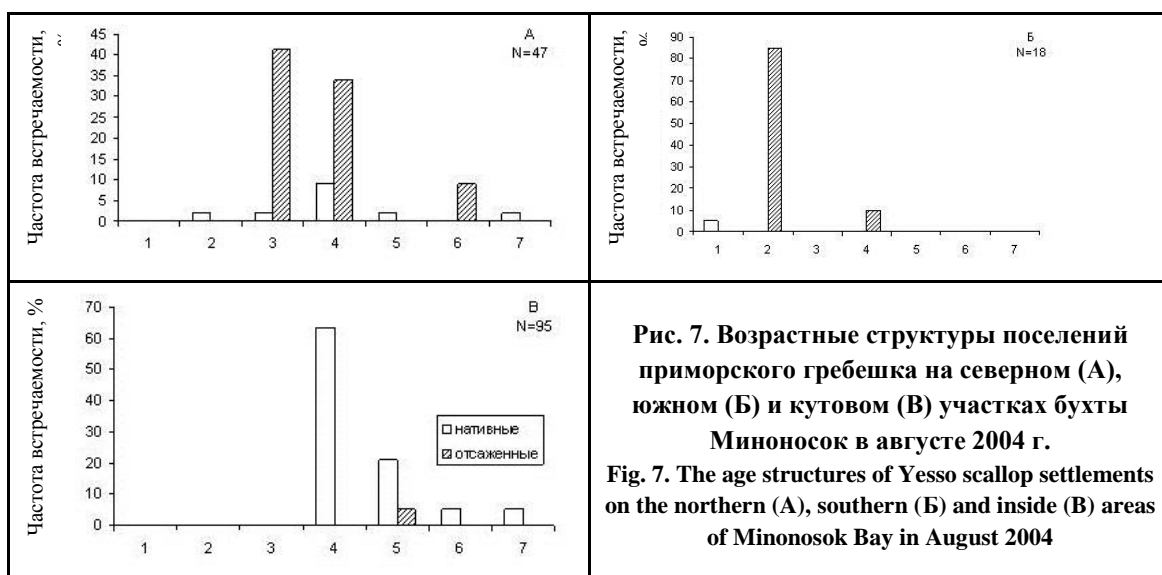 Частота встречаемости, %
45
40
35
30
25
20
15
10
5
0
А
N=47
1 2 3 4 5 6 7
Частота встречаемости, %
90
80
70
60
50
40
30
20
10
0
Б
N=18
1 2 3 4 5 6 7
Частота встречаемости, %
70
60
50
40
30
20
10
0
В
N=95
нативные
отсаженные
1 2 3 4 5 6 7
Рис. 7. Возрастные структуры поселений
приморского гребешка на северном (А),
южном (Б) и кутовом (В) участках бухты
Миноносок в августе 2004 г.
Fig. 7. The age structures of Yesso scallop settlements
on the northern (А), southern (Б) and inside (В) areas
of Minonosok Bay in August 2004